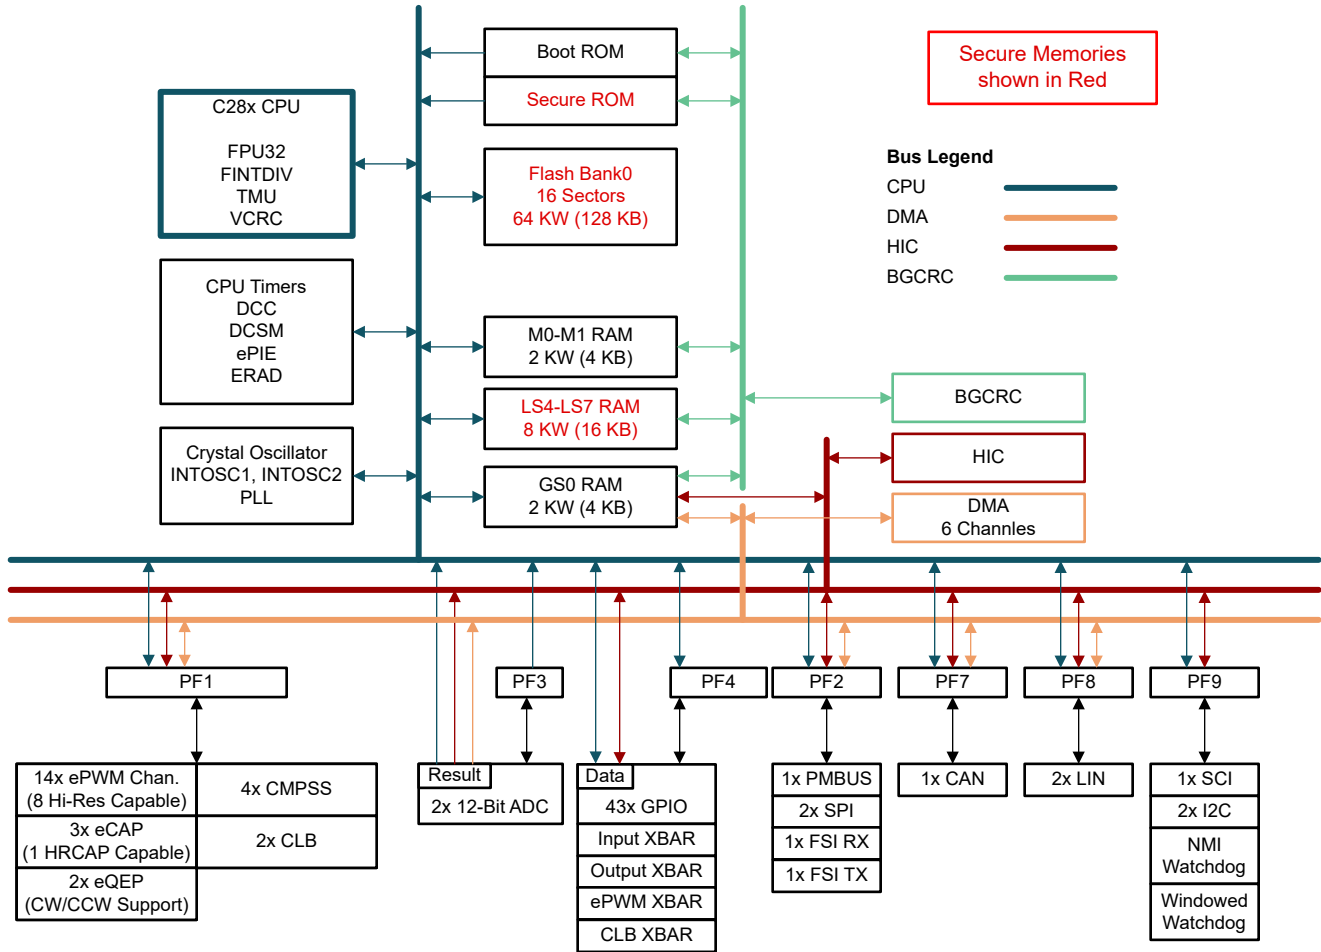 Boot ROM
Secure ROM
Secure Memories
shown in Red
C28x CPU
FPU32
FINTDIV
TMU
VCRC
Flash Bank0
16 Sectors
64 KW (128 KB)
Bus Legend
CPU
DMA
HIC
BGCRC
CPU Timers
DCC
DCSM
ePIE
ERAD
M0-M1 RAM
2 KW (4 KB)
LS4-LS7 RAM
8 KW (16 KB)
BGCRC
Crystal Oscillator
INTOSC1, INTOSC2
PLL
GS0 RAM
2 KW (4 KB)
HIC
DMA
6 Channles
PF1
PF3
PF4
PF2
PF7
PF8
PF9
14x ePWM Chan.
(8 Hi-Res Capable)
4x CMPSS
3x eCAP
(1 HRCAP Capable)
2x CLB
2x eQEP
(CW/CCW Support)
Result
2x 12-Bit ADC
Data
43x GPIO
Input XBAR
Output XBAR
ePWM XBAR
CLB XBAR
1x PMBUS
2x SPI
1x FSI RX
1x FSI TX
1x CAN
2x LIN
1x SCI
2x I2C
NMI
Watchdog
Windowed
Watchdog